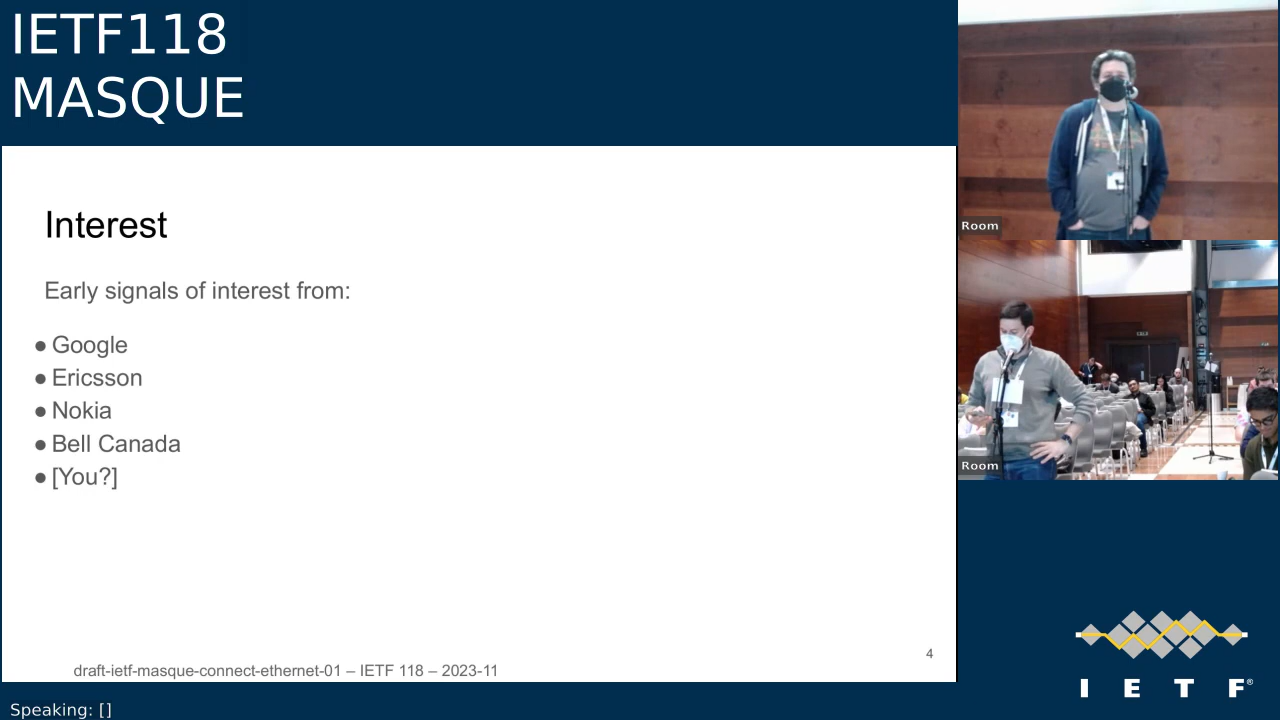 IETF118
MASQUE
Interest
Early signals of interest from:
● Google
● Ericsson
● Nokia
● Bell Canada
● [You?]
4
draft-ietf-masque-connect-ethernet-01 – IETF 118 – 2023-11
Room
Room
I E T F®
Speaking: []